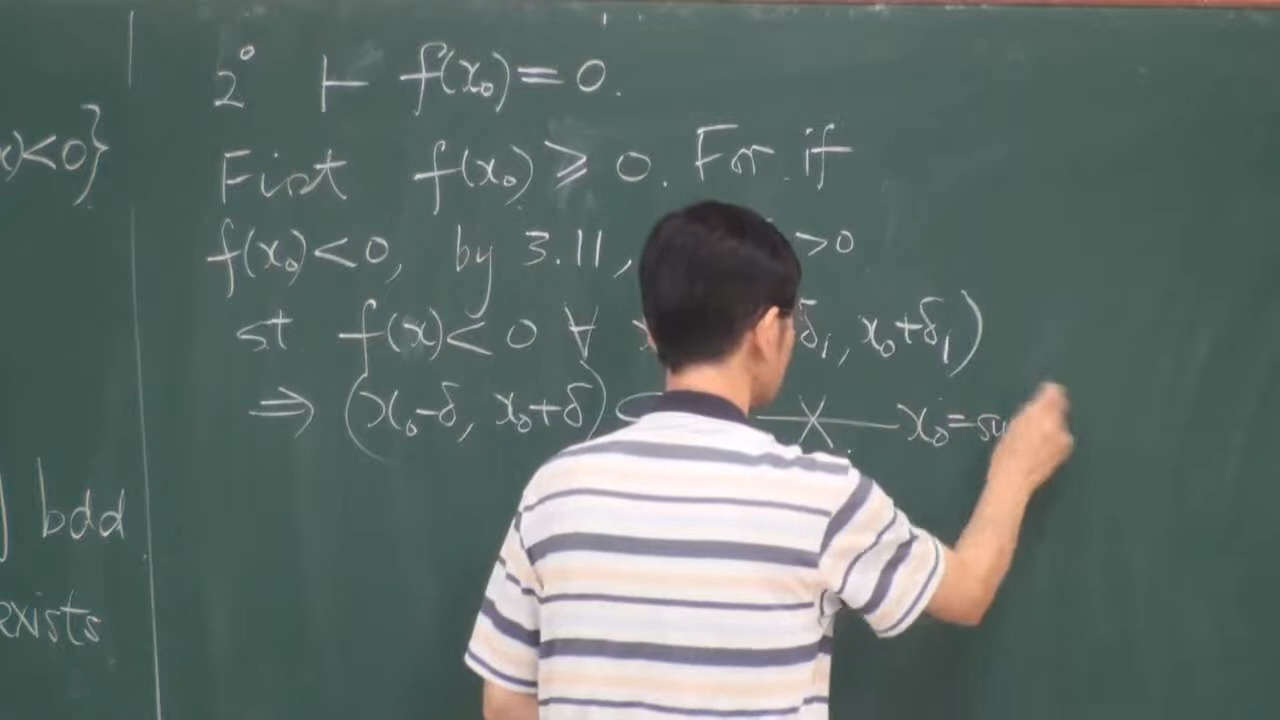 x)<0}
bdd
exists
2° ⊢ f(x₀) = 0.
First f(x₀) ⩾ 0. For if
f(x₀) < 0, by 3.11, >0
st f(x) < 0 ∀ δ₁, x₀+δ₁)
⇒ (x₀-δ, x₀+δ) ⊂ x₀ = su